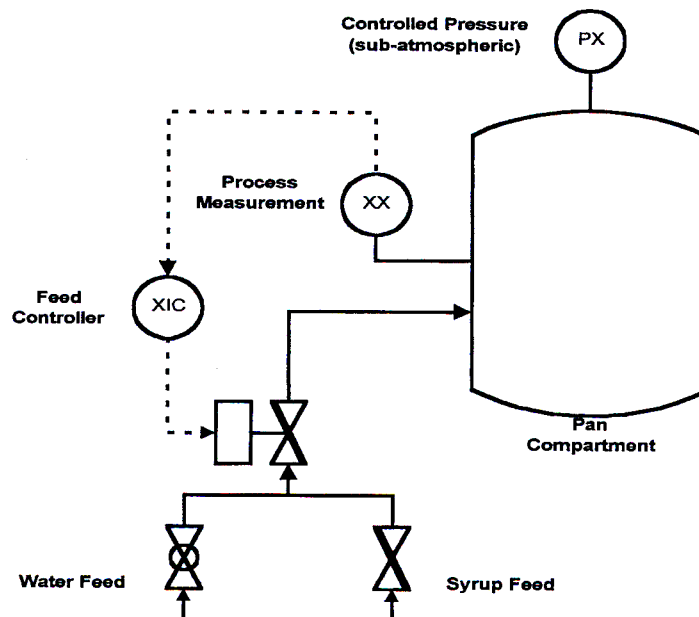 Controlled Pressure
(sub-atmospheric)
PX
Process
Measurement
XX
Feed
Controller
XIC
Pan
Compartment
Water Feed
Syrup Feed